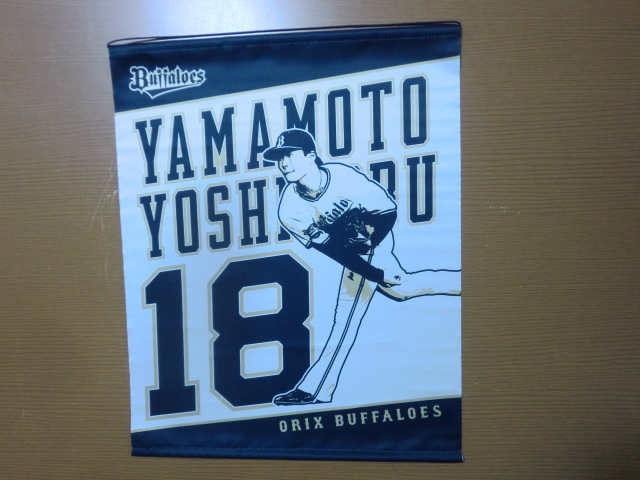 Buffaloes
YAMAMOTO
18
ORIX BUFFALOES